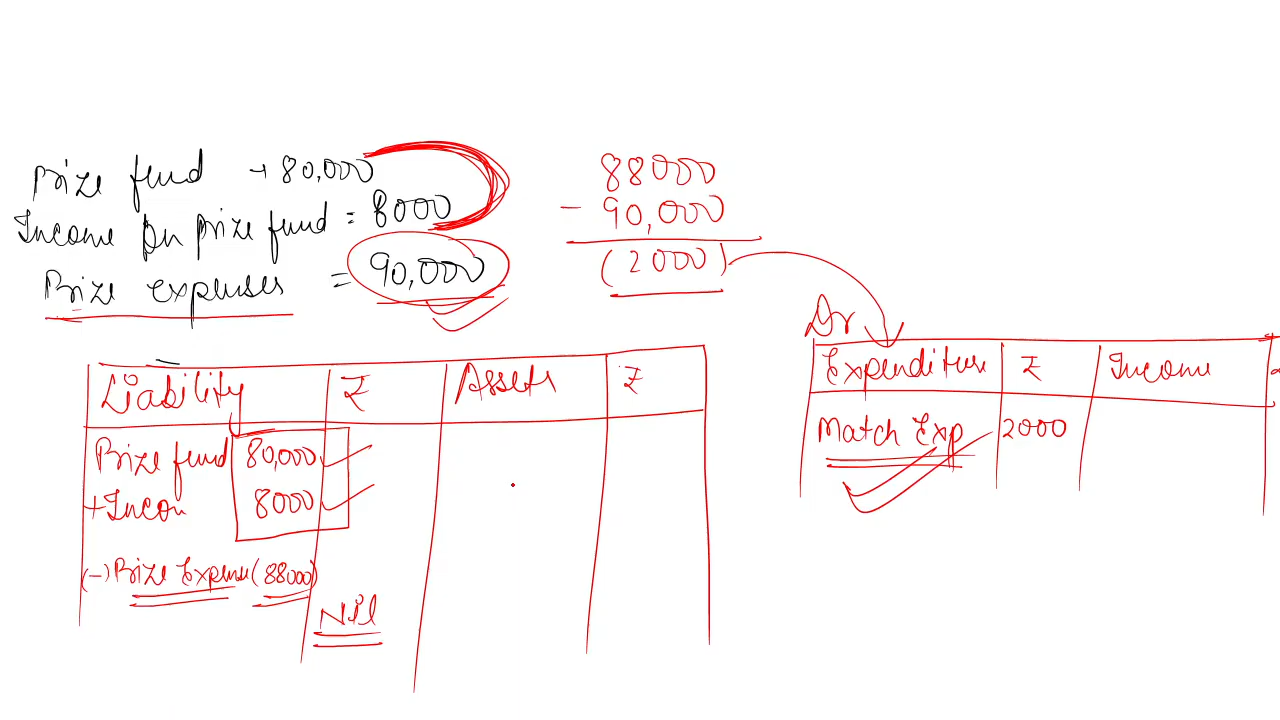 Prize fund → 80,000
Income on prize fund = 8000
Prize expenses = 90,000
88000
- 90,000
(2000)
Liability ₹ Assets ₹
Prize fund 80,000
+Incom 8000
(-) Prize Expense (88000)
Nil
Dr
Expenditure ₹ Income
Match Exp 2000